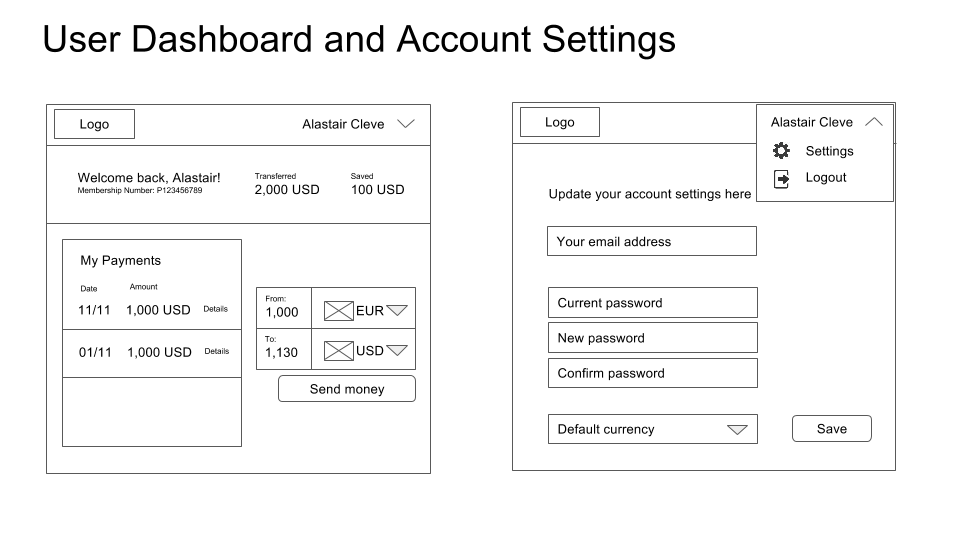 User Dashboard and Account Settings
Logo
Alastair Cleve
Welcome back, Alastair!
Membership Number: P123456789
Transferred
2,000 USD
Saved
100 USD
My Payments
Date Amount
11/11 1,000 USD Details
01/11 1,000 USD Details
From:
1,000 EUR
To:
1,130 USD
Send money
Logo
Alastair Cleve
Settings
Logout
Update your account settings here
Your email address
Current password
New password
Confirm password
Default currency
Save